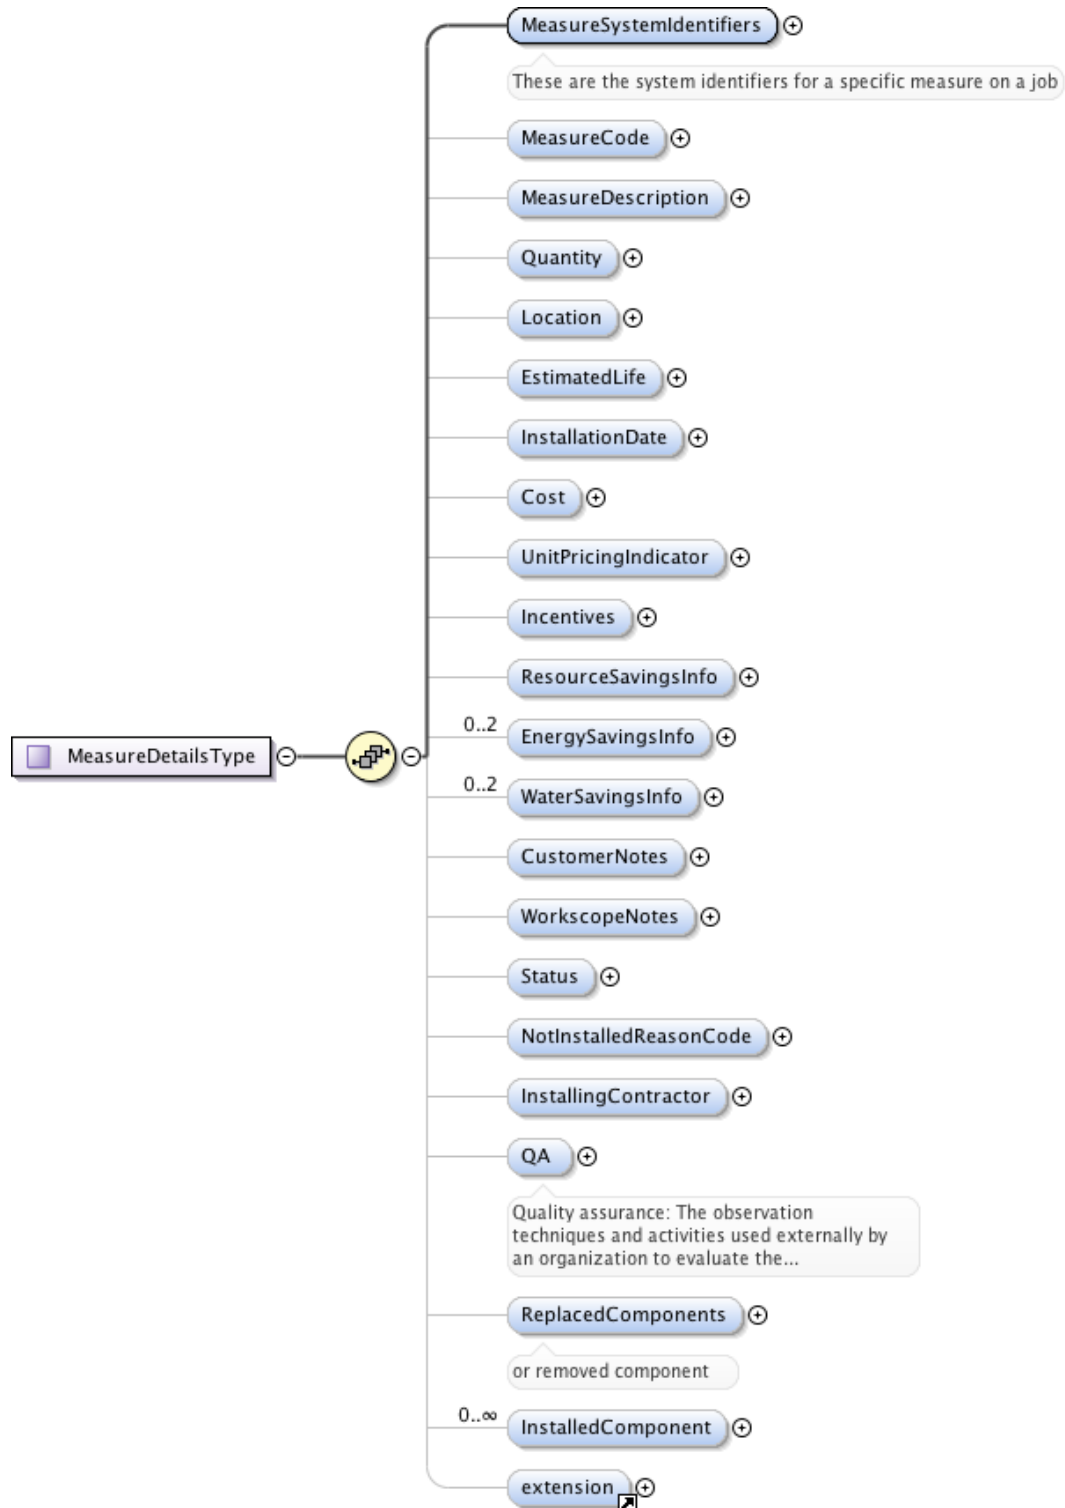 MeasureSystemIdentifiers
These are the system identifiers for a specific measure on a job
MeasureCode
MeasureDescription
Quantity
Location
EstimatedLife
InstallationDate
Cost
UnitPricingIndicator
Incentives
ResourceSavingsInfo
0..2
EnergySavingsInfo
MeasureDetailsType
0..2
WaterSavingsInfo
CustomerNotes
WorkscopeNotes
Status
NotInstalledReasonCode
InstallingContractor
QA
Quality assurance: The observation
techniques and activities used externally by
an organization to evaluate the...
ReplacedComponents
or removed component
0..∞
InstalledComponent
extension